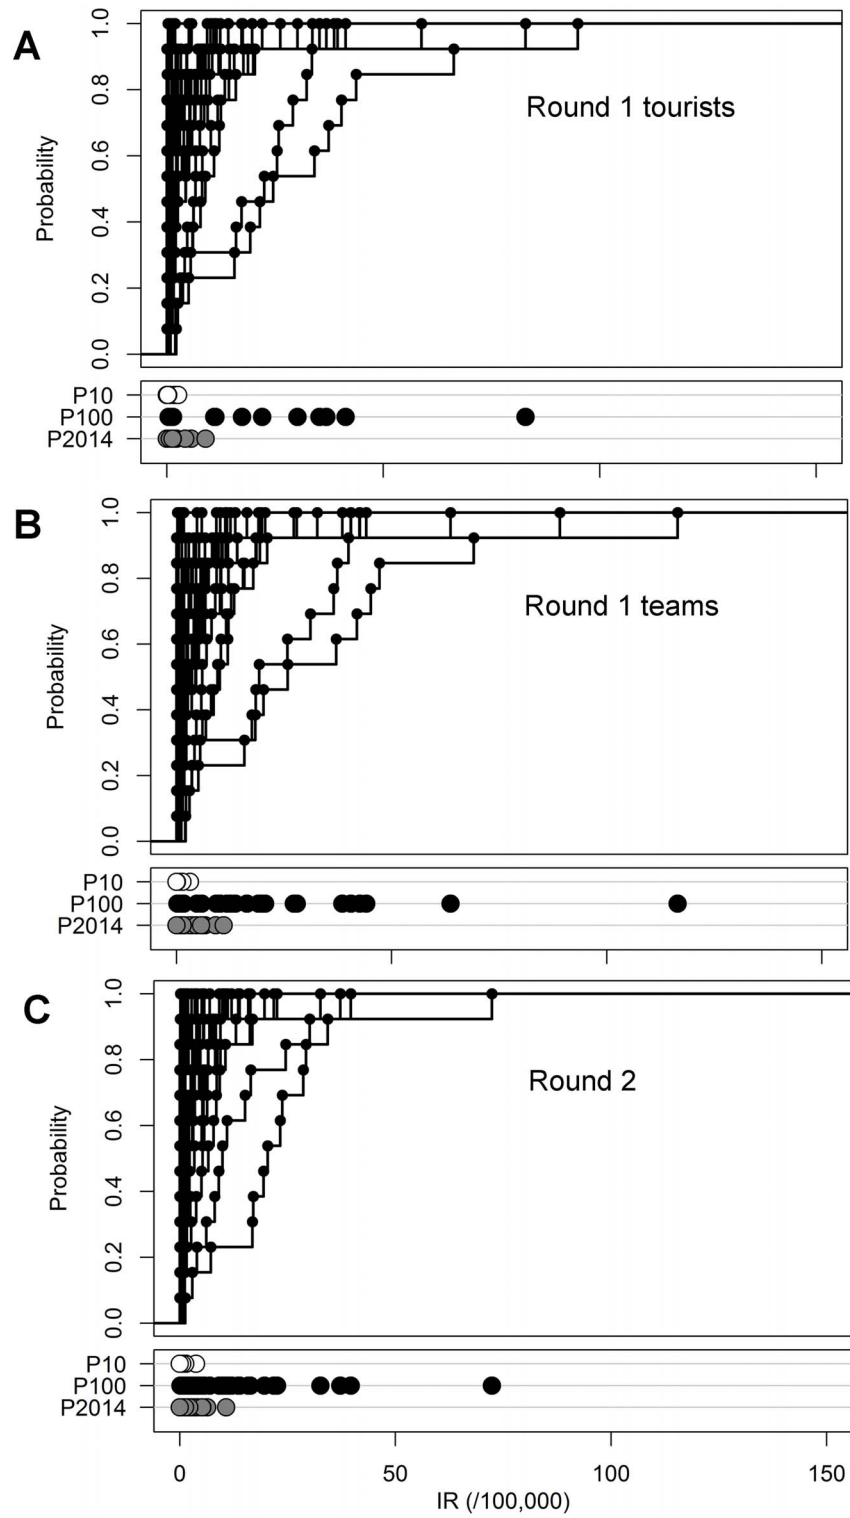 A
Probability
1.0
0.8
0.6
0.4
0.2
0.0
Round 1 tourists
P10
P100
P2014
B
Probability
1.0
0.8
0.6
0.4
0.2
0.0
Round 1 teams
P10
P100
P2014
C
Probability
1.0
0.8
0.6
0.4
0.2
0.0
Round 2
P10
P100
P2014
0 50 100 150
IR (/100,000)